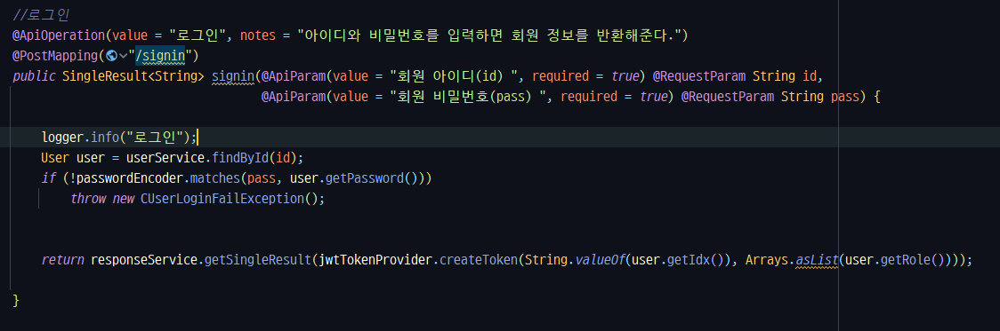 //로그인
@ApiOperation(value = "로그인", notes = "아이디와 비밀번호를 입력하면 회원 정보를 반환해준다.")
@PostMapping("/signin")
public SingleResult<String> signin(@ApiParam(value = "회원 아이디(id) ", required = true) @RequestParam String id,
@ApiParam(value = "회원 비밀번호(pass) ", required = true) @RequestParam String pass) {
logger.info("로그인");
User user = userService.findById(id);
if (!passwordEncoder.matches(pass, user.getPassword()))
throw new CUserLoginFailException();
return responseService.getSingleResult(jwtTokenProvider.createToken(String.valueOf(user.getIdx()), Arrays.asList(user.getRole())));
}